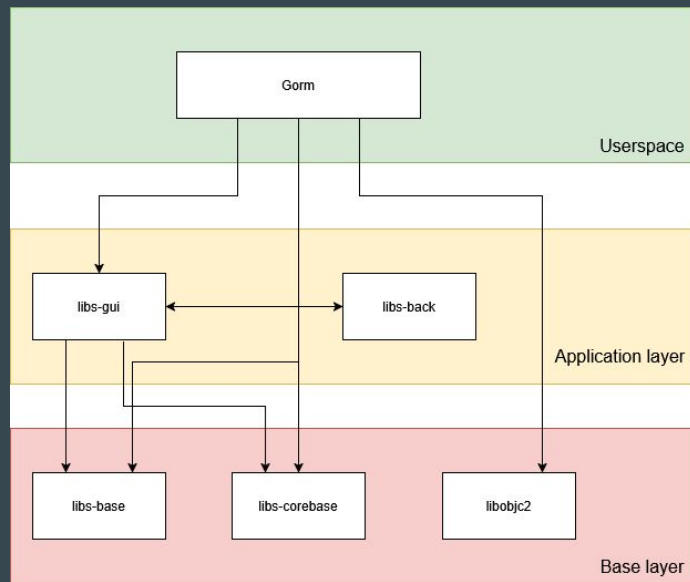 Gorm
Userspace
libs-gui
libs-back
Application layer
libs-base
libs-corebase
libobjc2
Base layer